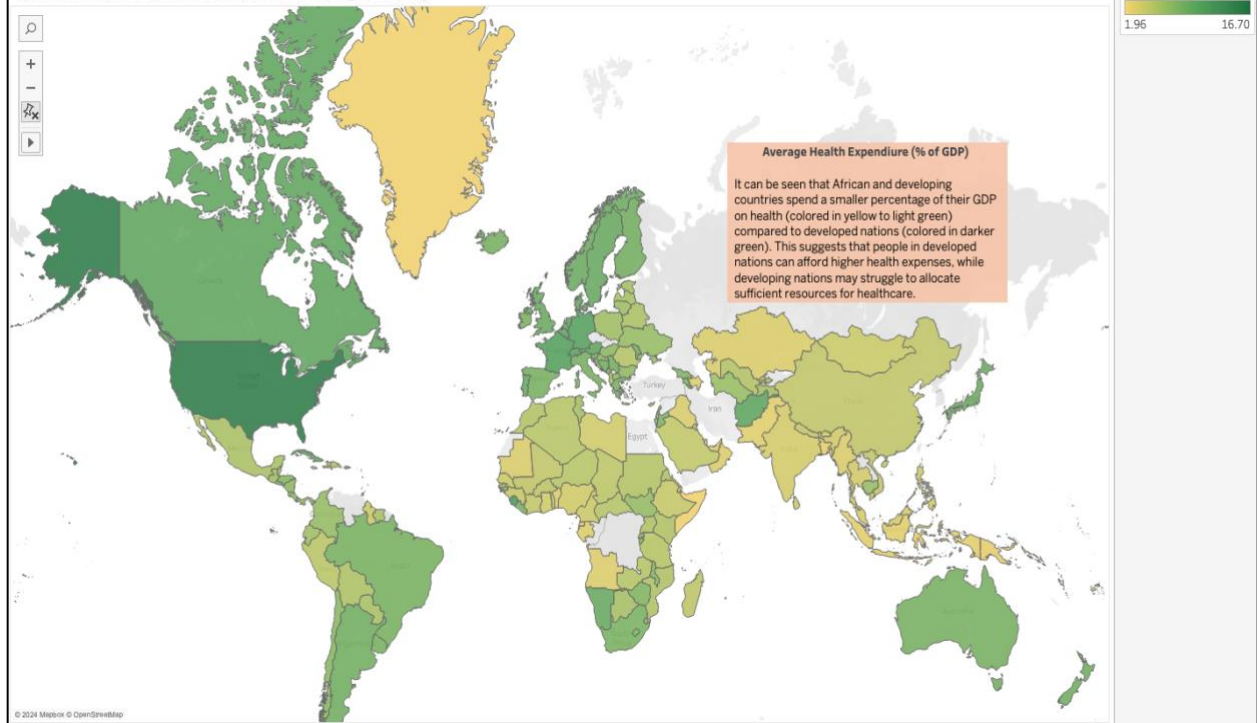 1.96 16.70
Average Health Expendiure (% of GDP)
It can be seen that African and developing
countries spend a smaller percentage of their GDP
on health (colored in yellow to light green)
compared to developed nations (colored in darker
green). This suggests that people in developed
nations can afford higher health expenses, while
developing nations may struggle to allocate
sufficient resources for healthcare.
Turkey
Iran
Egypt
© 2024 Mapbox © OpenStreetMap